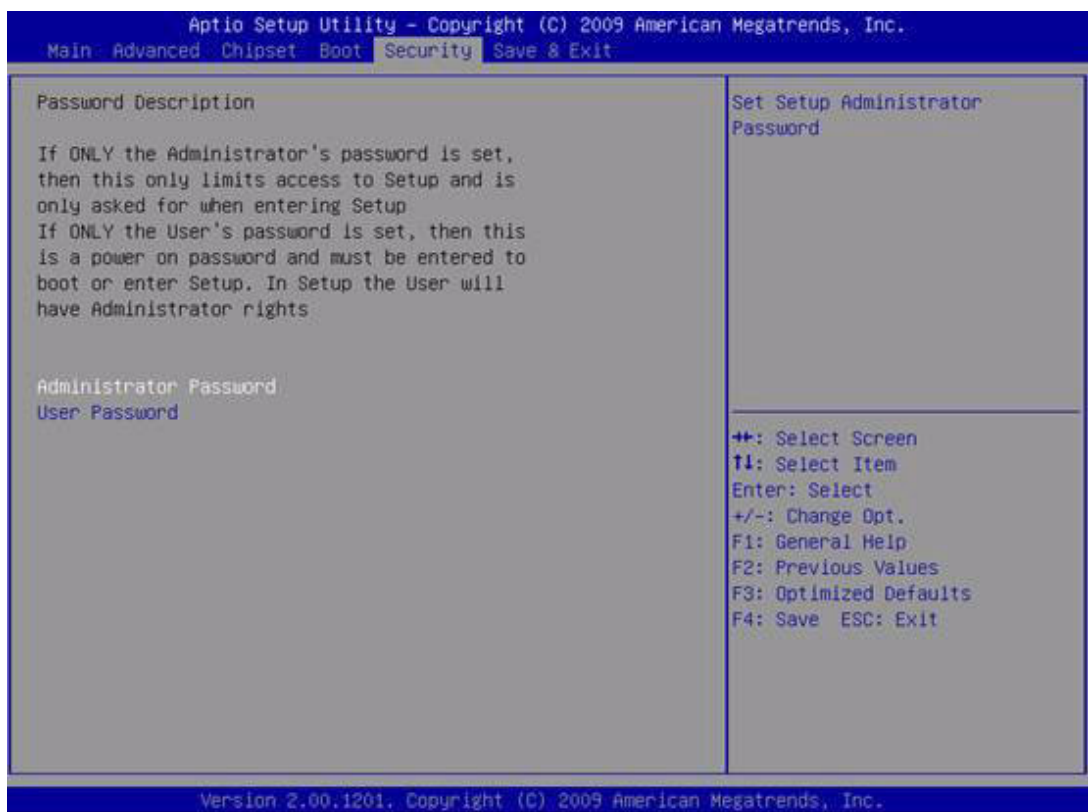 Aptio Setup Utility – Copyright (C) 2009 American Megatrends, Inc.
Main Advanced Chipset Boot Security Save & Exit
Password Description
If ONLY the Administrator's password is set,
then this only limits access to Setup and is
only asked for when entering Setup
If ONLY the User's password is set, then this
is a power on password and must be entered to
boot or enter Setup. In Setup the User will
have Administrator rights
Administrator Password
User Password
Set Setup Administrator
Password
→←: Select Screen
↑↓: Select Item
Enter: Select
+/-: Change Opt.
F1: General Help
F2: Previous Values
F3: Optimized Defaults
F4: Save ESC: Exit
Version 2.00.1201. Copyright (C) 2009 American Megatrends, Inc.